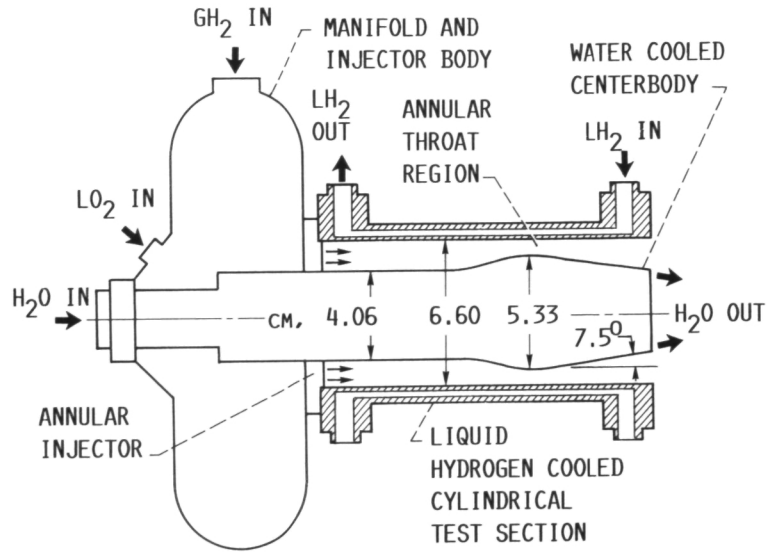 GH2 IN
MANIFOLD AND
INJECTOR BODY
WATER COOLED
CENTERBODY
LH2
OUT
ANNULAR
THROAT
REGION
LH2 IN
LO2 IN
H2O IN
CM, 4.06
6.60
5.33
7.5°
H2O OUT
ANNULAR
INJECTOR
LIQUID
HYDROGEN COOLED
CYLINDRICAL
TEST SECTION